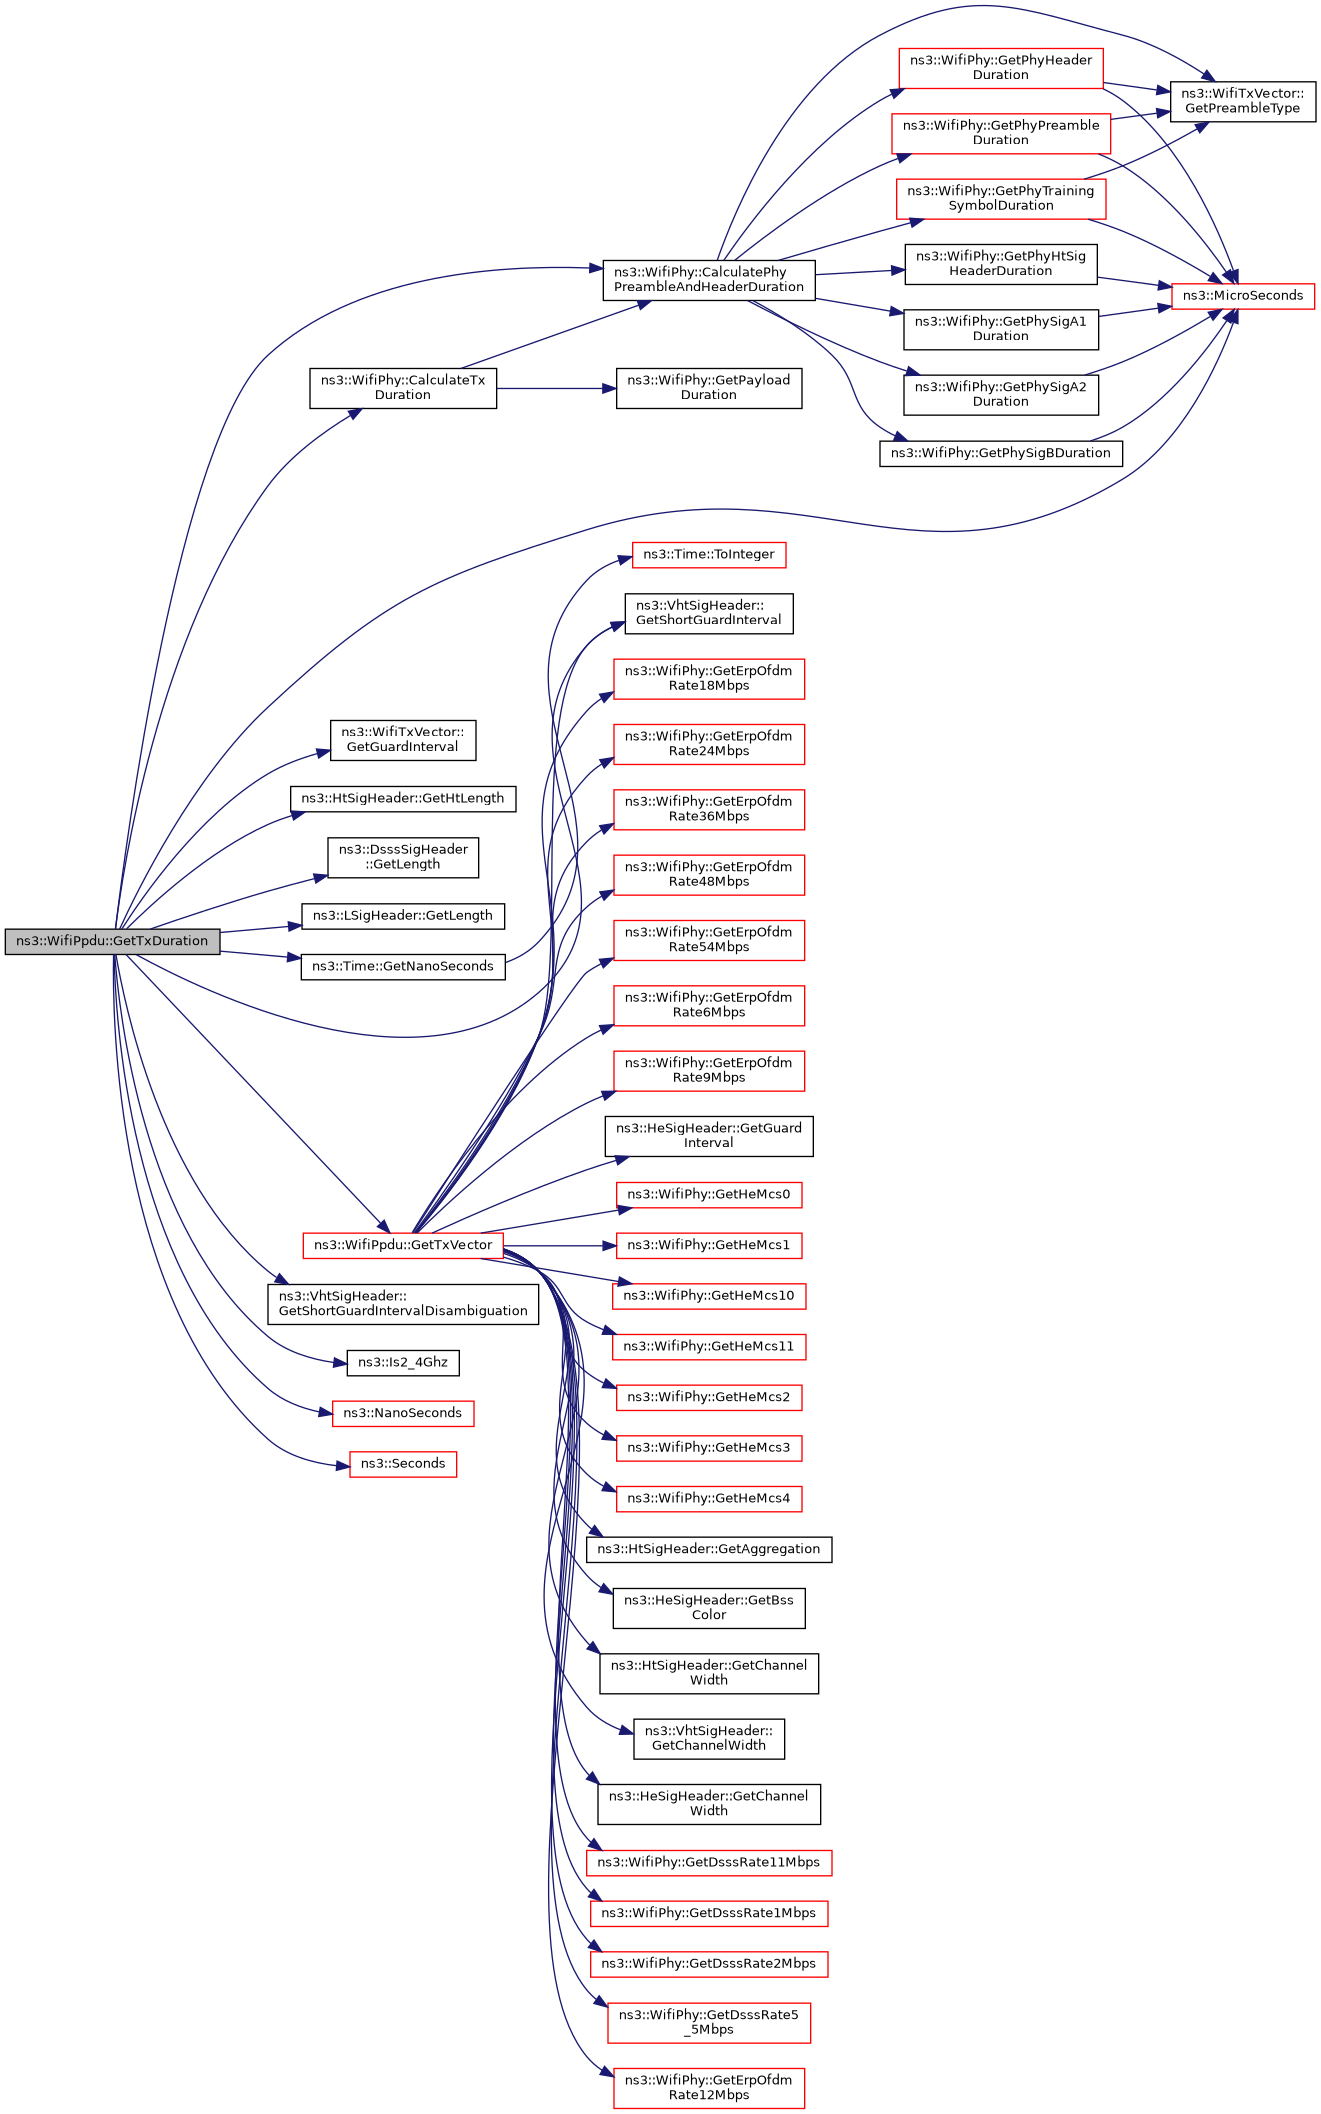 ns3::WifiPhy::GetPhyHeader
Duration
ns3::WifiTxVector::
GetPreambleType
ns3::WifiPhy::GetPhyPreamble
Duration
ns3::WifiPhy::GetPhyTraining
SymbolDuration
ns3::WifiPhy::GetPhyHtSig
HeaderDuration
ns3::WifiPhy::CalculatePhy
PreambleAndHeaderDuration
ns3::MicroSeconds
ns3::WifiPhy::GetPhySigA1
Duration
ns3::WifiPhy::CalculateTx
Duration
ns3::WifiPhy::GetPayload
Duration
ns3::WifiPhy::GetPhySigA2
Duration
ns3::WifiPhy::GetPhySigBDuration
ns3::Time::ToInteger
ns3::VhtSigHeader::
GetShortGuardInterval
ns3::WifiPhy::GetErpOfdm
Rate18Mbps
ns3::WifiTxVector::
GetGuardInterval
ns3::WifiPhy::GetErpOfdm
Rate24Mbps
ns3::HtSigHeader::GetHtLength
ns3::WifiPhy::GetErpOfdm
Rate36Mbps
ns3::DsssSigHeader
::GetLength
ns3::WifiPhy::GetErpOfdm
Rate48Mbps
ns3::LSigHeader::GetLength
ns3::WifiPpdu::GetTxDuration
ns3::WifiPhy::GetErpOfdm
Rate54Mbps
ns3::Time::GetNanoSeconds
ns3::WifiPhy::GetErpOfdm
Rate6Mbps
ns3::WifiPhy::GetErpOfdm
Rate9Mbps
ns3::HeSigHeader::GetGuard
Interval
ns3::WifiPhy::GetHeMcs0
ns3::WifiPpdu::GetTxVector
ns3::WifiPhy::GetHeMcs1
ns3::VhtSigHeader::
GetShortGuardIntervalDisambiguation
ns3::WifiPhy::GetHeMcs10
ns3::WifiPhy::GetHeMcs11
ns3::Is2_4Ghz
ns3::WifiPhy::GetHeMcs2
ns3::NanoSeconds
ns3::WifiPhy::GetHeMcs3
ns3::Seconds
ns3::WifiPhy::GetHeMcs4
ns3::HtSigHeader::GetAggregation
ns3::HeSigHeader::GetBss
Color
ns3::HtSigHeader::GetChannel
Width
ns3::VhtSigHeader::
GetChannelWidth
ns3::HeSigHeader::GetChannel
Width
ns3::WifiPhy::GetDsssRate11Mbps
ns3::WifiPhy::GetDsssRate1Mbps
ns3::WifiPhy::GetDsssRate2Mbps
ns3::WifiPhy::GetDsssRate5
_5Mbps
ns3::WifiPhy::GetErpOfdm
Rate12Mbps